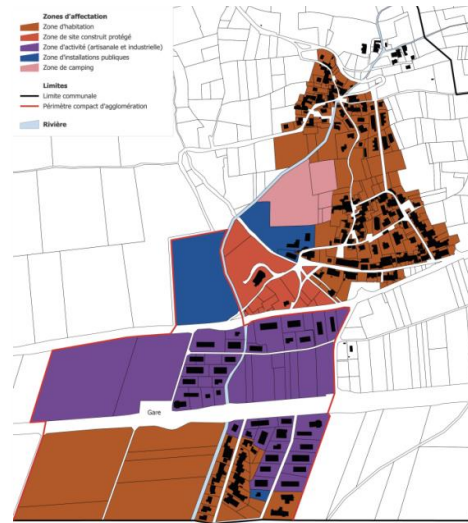 Zones d'affectation
Zone d'habitation
Zone de site construit protégé
Zone d'activité (artisanale et industrielle)
Zone d'installations publiques
Zone de camping
Limites
Limite communale
Périmètre compact d'agglomération
Rivière
Gare